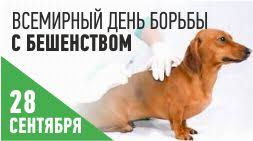 ВСЕМИРНЫЙ ДЕНЬ БОРЬБЫ
С БЕШЕНСТВОМ
28
СЕНТЯБРЯ